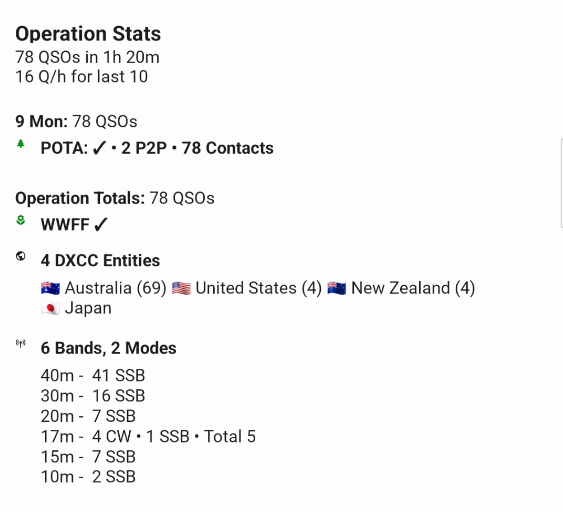 Operation Stats
78 QSOs in 1h 20m
16 Q/h for last 10
9 Mon: 78 QSOs
POTA: ✓ • 2 P2P • 78 Contacts
Operation Totals: 78 QSOs
WWFF ✓
4 DXCC Entities
🇦🇺 Australia (69) 🇺🇸 United States (4) 🇳🇿 New Zealand (4)
🇯🇵 Japan
6 Bands, 2 Modes
40m - 41 SSB
30m - 16 SSB
20m - 7 SSB
17m - 4 CW • 1 SSB • Total 5
15m - 7 SSB
10m - 2 SSB